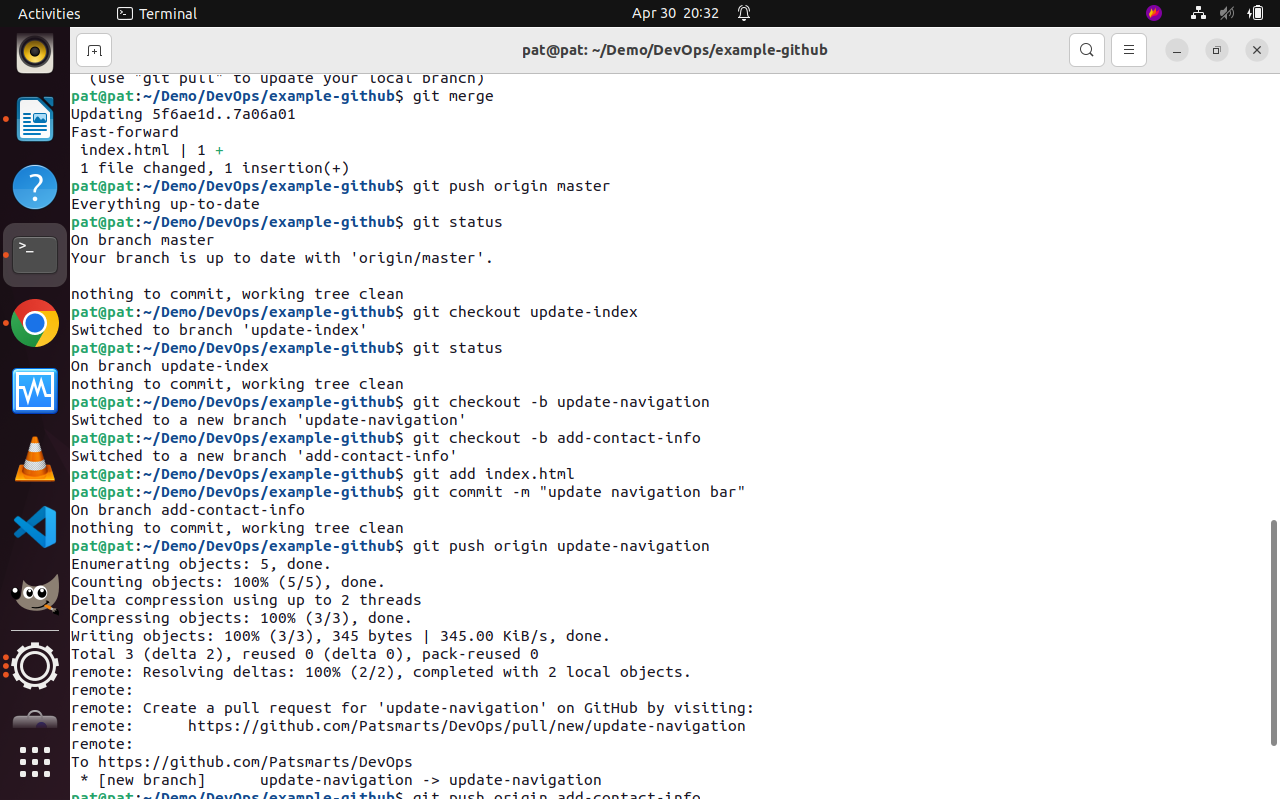 Activities
Terminal
Apr 30 20:32
pat@pat: ~/Demo/DevOps/example-github
(use "git pull" to update your local branch)
pat@pat:~/Demo/DevOps/example-github$ git merge
Updating 5f6ae1d..7a06a01
Fast-forward
index.html | 1 +
1 file changed, 1 insertion(+)
pat@pat:~/Demo/DevOps/example-github$ git push origin master
Everything up-to-date
pat@pat:~/Demo/DevOps/example-github$ git status
On branch master
Your branch is up to date with 'origin/master'.
nothing to commit, working tree clean
pat@pat:~/Demo/DevOps/example-github$ git checkout update-index
Switched to branch 'update-index'
pat@pat:~/Demo/DevOps/example-github$ git status
On branch update-index
nothing to commit, working tree clean
pat@pat:~/Demo/DevOps/example-github$ git checkout -b update-navigation
Switched to a new branch 'update-navigation'
pat@pat:~/Demo/DevOps/example-github$ git checkout -b add-contact-info
Switched to a new branch 'add-contact-info'
pat@pat:~/Demo/DevOps/example-github$ git add index.html
pat@pat:~/Demo/DevOps/example-github$ git commit -m "update navigation bar"
On branch add-contact-info
nothing to commit, working tree clean
pat@pat:~/Demo/DevOps/example-github$ git push origin update-navigation
Enumerating objects: 5, done.
Counting objects: 100% (5/5), done.
Delta compression using up to 2 threads
Compressing objects: 100% (3/3), done.
Writing objects: 100% (3/3), 345 bytes | 345.00 KiB/s, done.
Total 3 (delta 2), reused 0 (delta 0), pack-reused 0
remote: Resolving deltas: 100% (2/2), completed with 2 local objects.
remote:
remote: Create a pull request for 'update-navigation' on GitHub by visiting:
remote:      https://github.com/Patsmarts/DevOps/pull/new/update-navigation
remote:
To https://github.com/Patsmarts/DevOps
* [new branch]      update-navigation -> update-navigation
pat@pat:~/Demo/DevOps/example-github$ git push origin add-contact-info